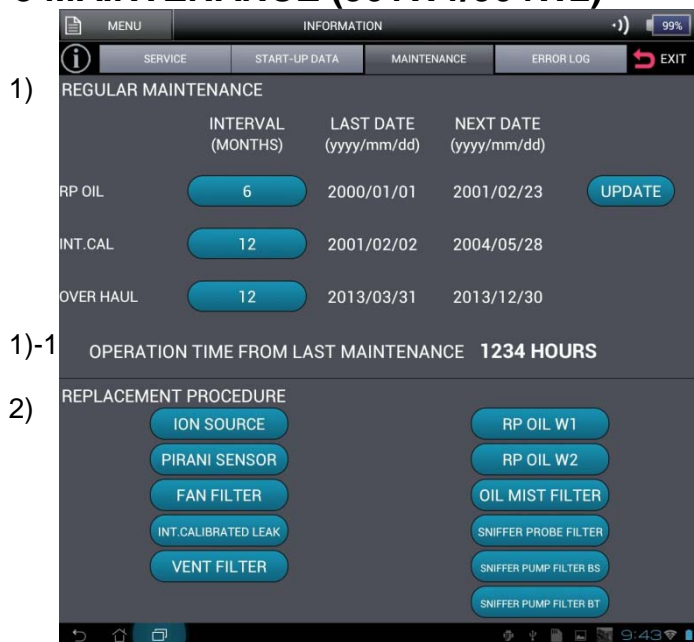 MENU INFORMATION 99%
SERVICE START-UP DATA MAINTENANCE ERROR LOG EXIT
1) REGULAR MAINTENANCE
INTERVAL LAST DATE NEXT DATE
(MONTHS) (yyyy/mm/dd) (yyyy/mm/dd)
RP OIL 6 2000/01/01 2001/02/23 UPDATE
INT.CAL 12 2001/02/02 2004/05/28
OVER HAUL 12 2013/03/31 2013/12/30
1)-1 OPERATION TIME FROM LAST MAINTENANCE 1234 HOURS
2) REPLACEMENT PROCEDURE
ION SOURCE RP OIL W1
PIRANI SENSOR RP OIL W2
FAN FILTER OIL MIST FILTER
INT.CALIBRATED LEAK SNIFFER PROBE FILTER
VENT FILTER SNIFFER PUMP FILTER BS
SNIFFER PUMP FILTER BT
9:43